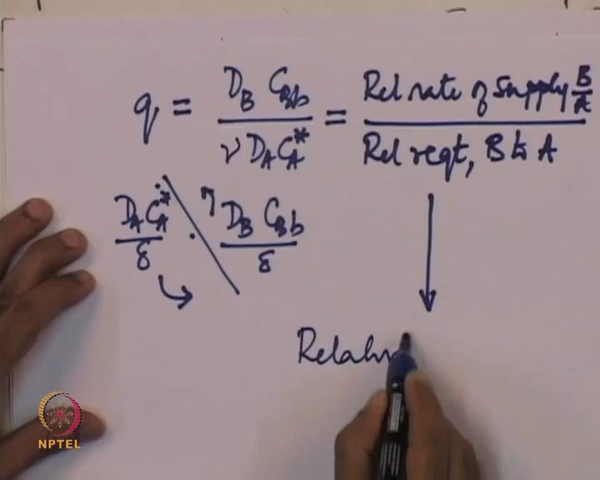 q = D_B C_Bb / ν D_A C_A* = Rel rate of supply B/A / Rel reqt, B to A
D_A C_A* / δ . D_B C_Bb / δ
Relativ
NPTEL